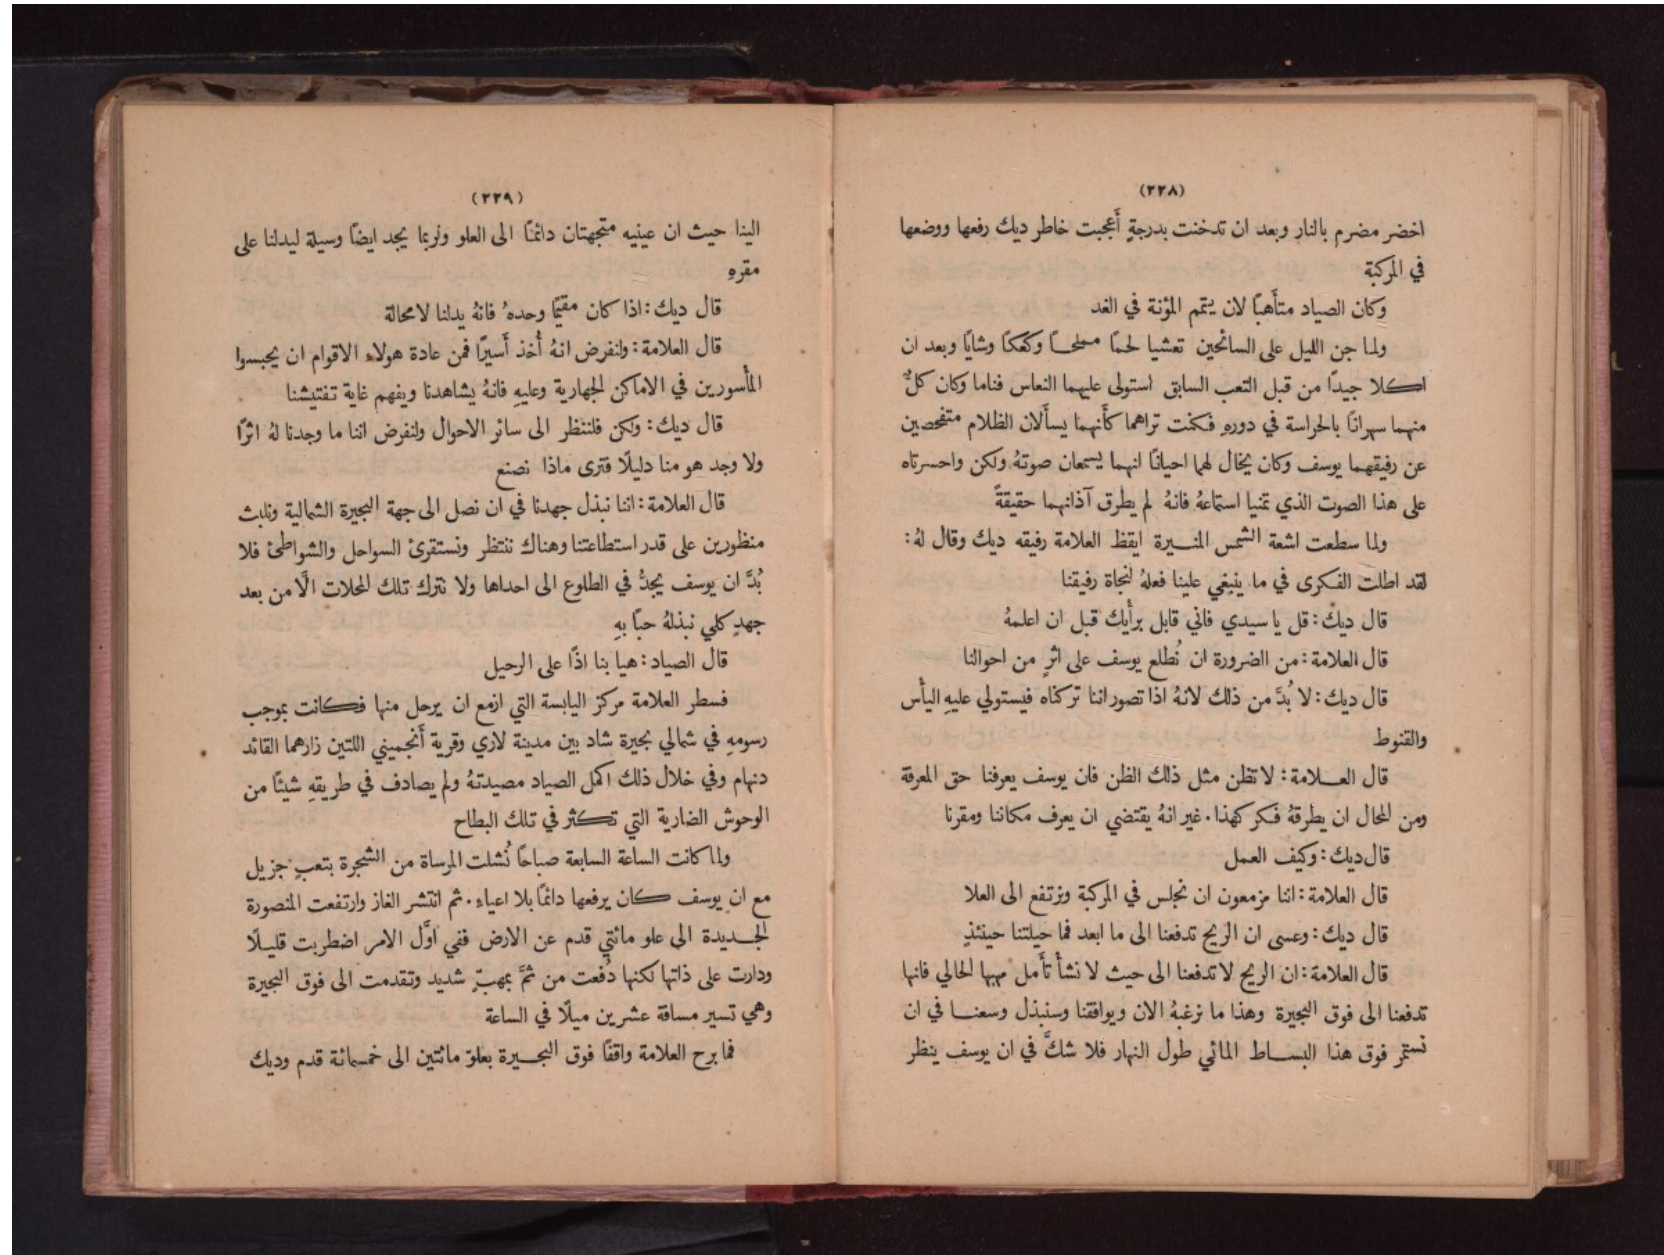 (٢٢٨)
اخضر مضرم بالنار وبعد ان تدخنت بدرجةٍ أَعجبت خاطر ديك رفعها ووضعها
في المركبة
وكان الصياد متأَهبًا لان يتمم المؤنة في الغد
ولما جن الليل على السائحين تعشيا لحمًا مملحًا وكعكًا وشايًا وبعد ان
اكلا جيدًا من قبل التعب السابق استولى عليهما النعاس فناما وكان كلٌّ
منهما سهرانًا بالحراسة في دورهِ فكنت تراهما كأَنهما يسأَلان الظلام متفحصين
عن رفيقهما يوسف وكان يخال لهما احيانًا انهما يسمعان صوتهُ ولكن واحسرتاه
على هذا الصوت الذي تمنيا استماعهُ فانهُ لم يطرق آذانهما حقيقةً
ولما سطعت اشعة الشمس المنيرة ايقظ العلامة رفيقه ديك وقال لهُ :
لقد اطلت الفكرى في ما ينبغي علينا فعلهُ لنجاة رفيقنا
قال ديك : قل يا سيدي فاني قابل برأيك قبل ان اعلمهُ
قال العلامة : من الضرورة ان نُطلع يوسف على اثرٍ من احوالنا
قال ديك : لا بُدَّ من ذلك لانهُ اذا تصور اننا تركناه فيستولي عليهِ اليأس
والقنوط
قال العلامة : لا تظن مثل ذلك الظن فان يوسف يعرفنا حق المعرفة
ومن المحال ان يطرقهُ فكر كهذا . غير انهُ يقتضي ان يعرف مكاننا ومقرنا
قال ديك : وكيف العمل
قال العلامة : اننا مزمعون ان نجلس في المركبة ونرتفع الى العلا
قال ديك : وعسى ان الريح تدفعنا الى ما ابعد فما حيلتنا حينئذٍ
قال العلامة : ان الريح لا تدفعنا الى حيث لا نشأ تأَمل مهبها الحالي فانها
تدفعنا الى فوق البحيرة وهذا ما نرغبهُ الان ويوافقنا وسنبذل وسعنا في ان
نستمر فوق هذا البساط المائي طول النهار فلا شكَّ في ان يوسف ينظر
(٢٢٩)
الينا حيث ان عينيه متجهتان دائمًا الى العلو ولربما يجد ايضًا وسيلة ليدلنا على
مقرهِ
قال ديك : اذا كان مقيمًا وحدهُ فانهُ يدلنا لا محالة
قال العلامة : ولنفرض انهُ أُخذ أَسيرًا فمن عادة هولاء الاقوام ان يحبسوا
المأسورين في الاماكن الجهارية وعليهِ فانهُ يشاهدنا ويفهم غاية تفتيشنا
قال ديك : ولكن فلننظر الى سائر الاحوال ولنفرض اننا ما وجدنا لهُ اثرًا
ولا وجد هو منا دليلًا فترى ماذا نصنع
قال العلامة : اننا نبذل جهدنا في ان نصل الى جهة البحيرة الشمالية ونلبث
منظورين على قدر استطاعتنا وهناك ننتظر ونستقرئ السواحل والشواطئ فلا
بُدَّ ان يوسف يجدُّ في الطلوع الى احداها ولا نترك تلك المحلات الَّا من بعد
جهدٍ كلي نبذلهُ حبًا بهِ
قال الصياد : هيا بنا اذًا على الرحيل
فسطر العلامة مركز اليابسة التي ازمع ان يرحل منها فكانت بموجب
رسومهِ في شمالي بحيرة شاد بين مدينة لاري وقرية أَنجميني اللتين زارهما القائد
دنهام وفي خلال ذلك اكمل الصياد مصيدتهُ ولم يصادف في طريقهِ شيئًا من
الوحوش الضارية التي تكثر في تلك البطاح
ولما كانت الساعة السابعة صباحًا نُشلت المرساة من الشجرة بتعبٍ جزيل
مع ان يوسف كان يرفعها دائمًا بلا اعياء . ثم انتشر الغاز وارتفعت المنصورة
الجديدة الى علو مائتي قدم عن الارض ففي اوَّل الامر اضطربت قليلًا
ودارت على ذاتها لكنها دُفعت من ثمَّ بمهبّ شديد وتقدمت الى فوق البحيرة
وهي تسير مسافة عشرين ميلًا في الساعة
فما برح العلامة واقفًا فوق البحيرة بعلو مائتين الى خمسمائة قدم وديك